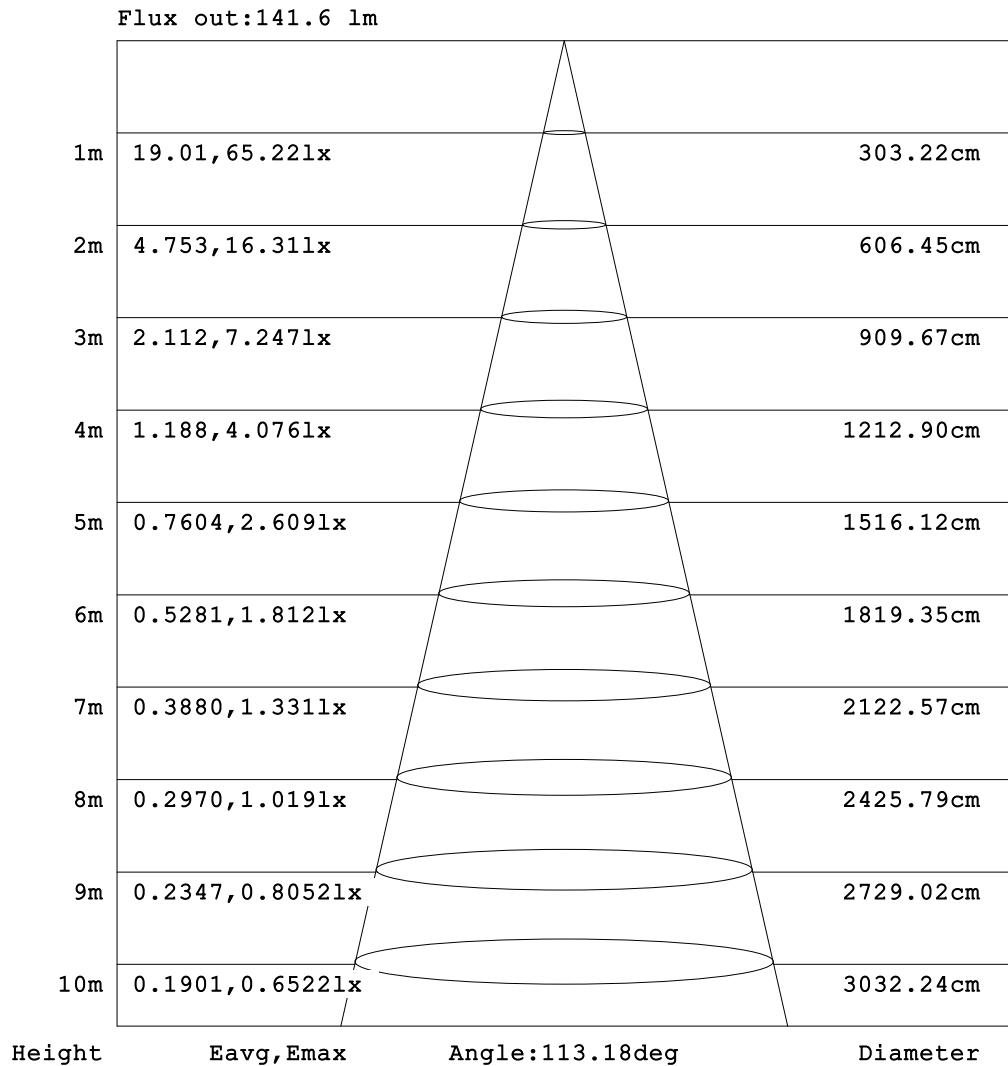 Flux out:141.6 lm
1m 19.01,65.22lx 303.22cm
2m 4.753,16.31lx 606.45cm
3m 2.112,7.247lx 909.67cm
4m 1.188,4.076lx 1212.90cm
5m 0.7604,2.609lx 1516.12cm
6m 0.5281,1.812lx 1819.35cm
7m 0.3880,1.331lx 2122.57cm
8m 0.2970,1.019lx 2425.79cm
9m 0.2347,0.8052lx 2729.02cm
10m 0.1901,0.6522lx 3032.24cm
Height Eavg,Emax Angle:113.18deg Diameter